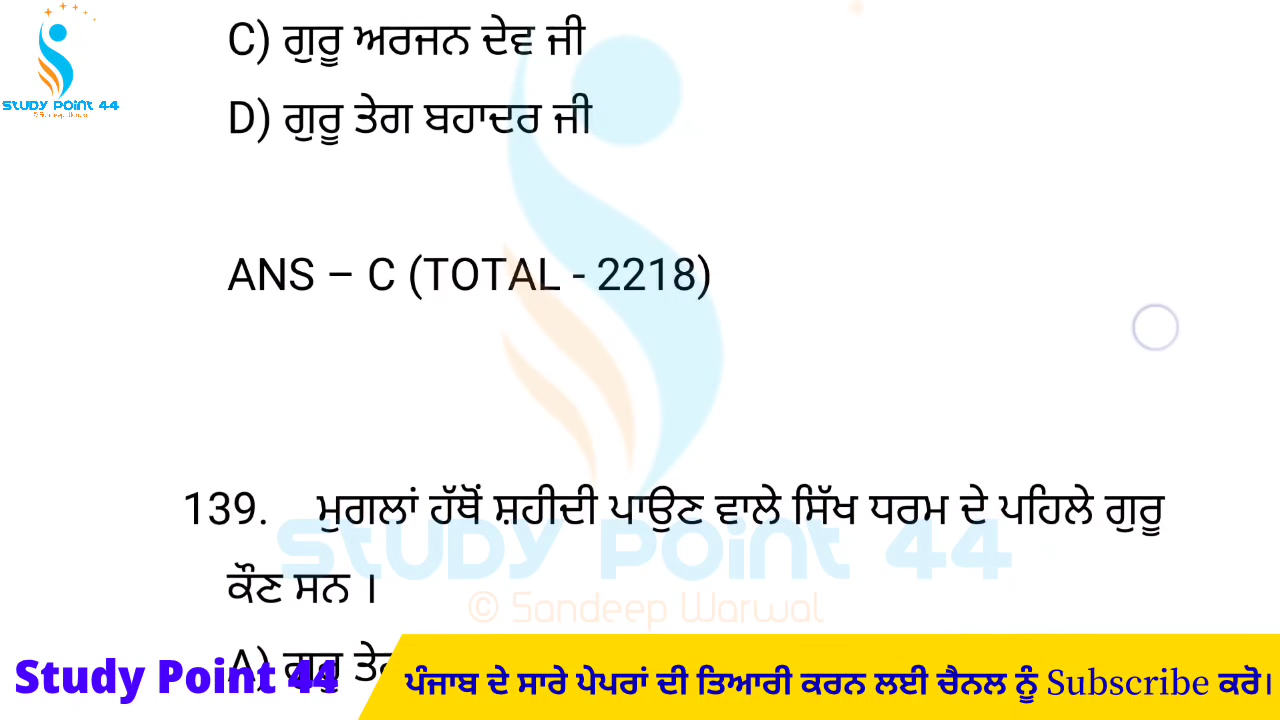 C) ਗੁਰੂ ਅਰਜਨ ਦੇਵ ਜੀ
STUDY POINT 44
D) ਗੁਰੂ ਤੇਗ ਬਹਾਦਰ ਜੀ
ANS – C (TOTAL - 2218)
139. ਮੁਗਲਾਂ ਹੱਥੋਂ ਸ਼ਹੀਦੀ ਪਾਉਣ ਵਾਲੇ ਸਿੱਖ ਧਰਮ ਦੇ ਪਹਿਲੇ ਗੁਰੂ
STUDY POINT 44
ਕੌਣ ਸਨ ।
© Sandeep Warwal
A) ਗੁਰੂ
Study Point 44
ਪੰਜਾਬ ਦੇ ਸਾਰੇ ਪੇਪਰਾਂ ਦੀ ਤਿਆਰੀ ਕਰਨ ਲਈ ਚੈਨਲ ਨੂੰ Subscribe ਕਰੋ।